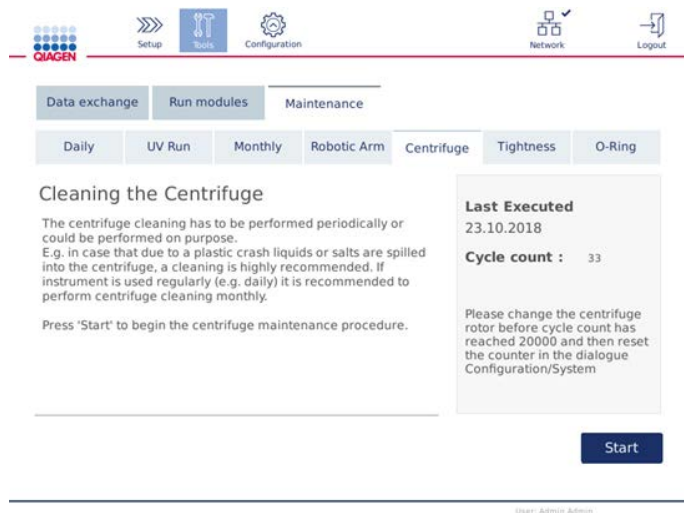 QIAGEN
Setup
Tools
Configuration
Network
Logout
Data exchange
Run modules
Maintenance
Daily
UV Run
Monthly
Robotic Arm
Centrifuge
Tightness
O-Ring
Cleaning the Centrifuge
The centrifuge cleaning has to be performed periodically or
could be performed on purpose.
E.g. in case that due to a plastic crash liquids or salts are spilled
into the centrifuge, a cleaning is highly recommended. If
instrument is used regularly (e.g. daily) it is recommended to
perform centrifuge cleaning monthly.
Press 'Start' to begin the centrifuge maintenance procedure.
Last Executed
23.10.2018
Cycle count : 33
Please change the centrifuge
rotor before cycle count has
reached 20000 and then reset
the counter in the dialogue
Configuration/System
Start
User: Admin Admin